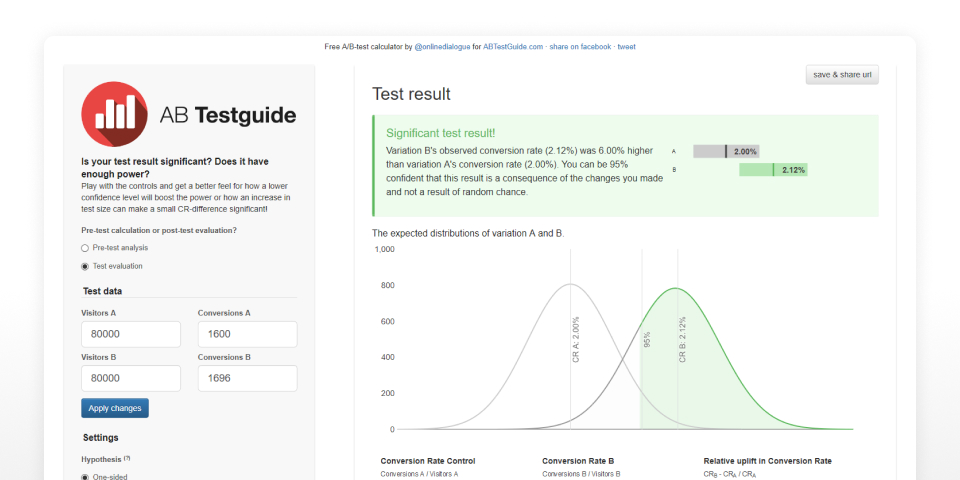 Free A/B-test calculator by @onlinedialogue for ABTestGuide.com · share on facebook · tweet
AB Testguide
Is your test result significant? Does it have
enough power?
Play with the controls and get a better feel for how a lower
confidence level will boost the power or how an increase in
test size can make a small CR-difference significant!
Pre-test calculation or post-test evaluation?
Pre-test analysis
Test evaluation
Test data
Visitors A
Conversions A
80000
1600
Visitors B
Conversions B
80000
1696
Apply changes
Settings
Hypothesis (?)
One-sided
save & share url
Test result
Significant test result!
Variation B's observed conversion rate (2.12%) was 6.00% higher
than variation A's conversion rate (2.00%). You can be 95%
confident that this result is a consequence of the changes you made
and not a result of random chance.
A
2.00%
B
2.12%
The expected distributions of variation A and B.
1,000
800
600
400
200
0
CR A: 2.00%
95%
CR B: 2.12%
Conversion Rate Control
Conversions A / Visitors A
Conversion Rate B
Conversions B / Visitors B
Relative uplift in Conversion Rate
CRB - CRA / CRA